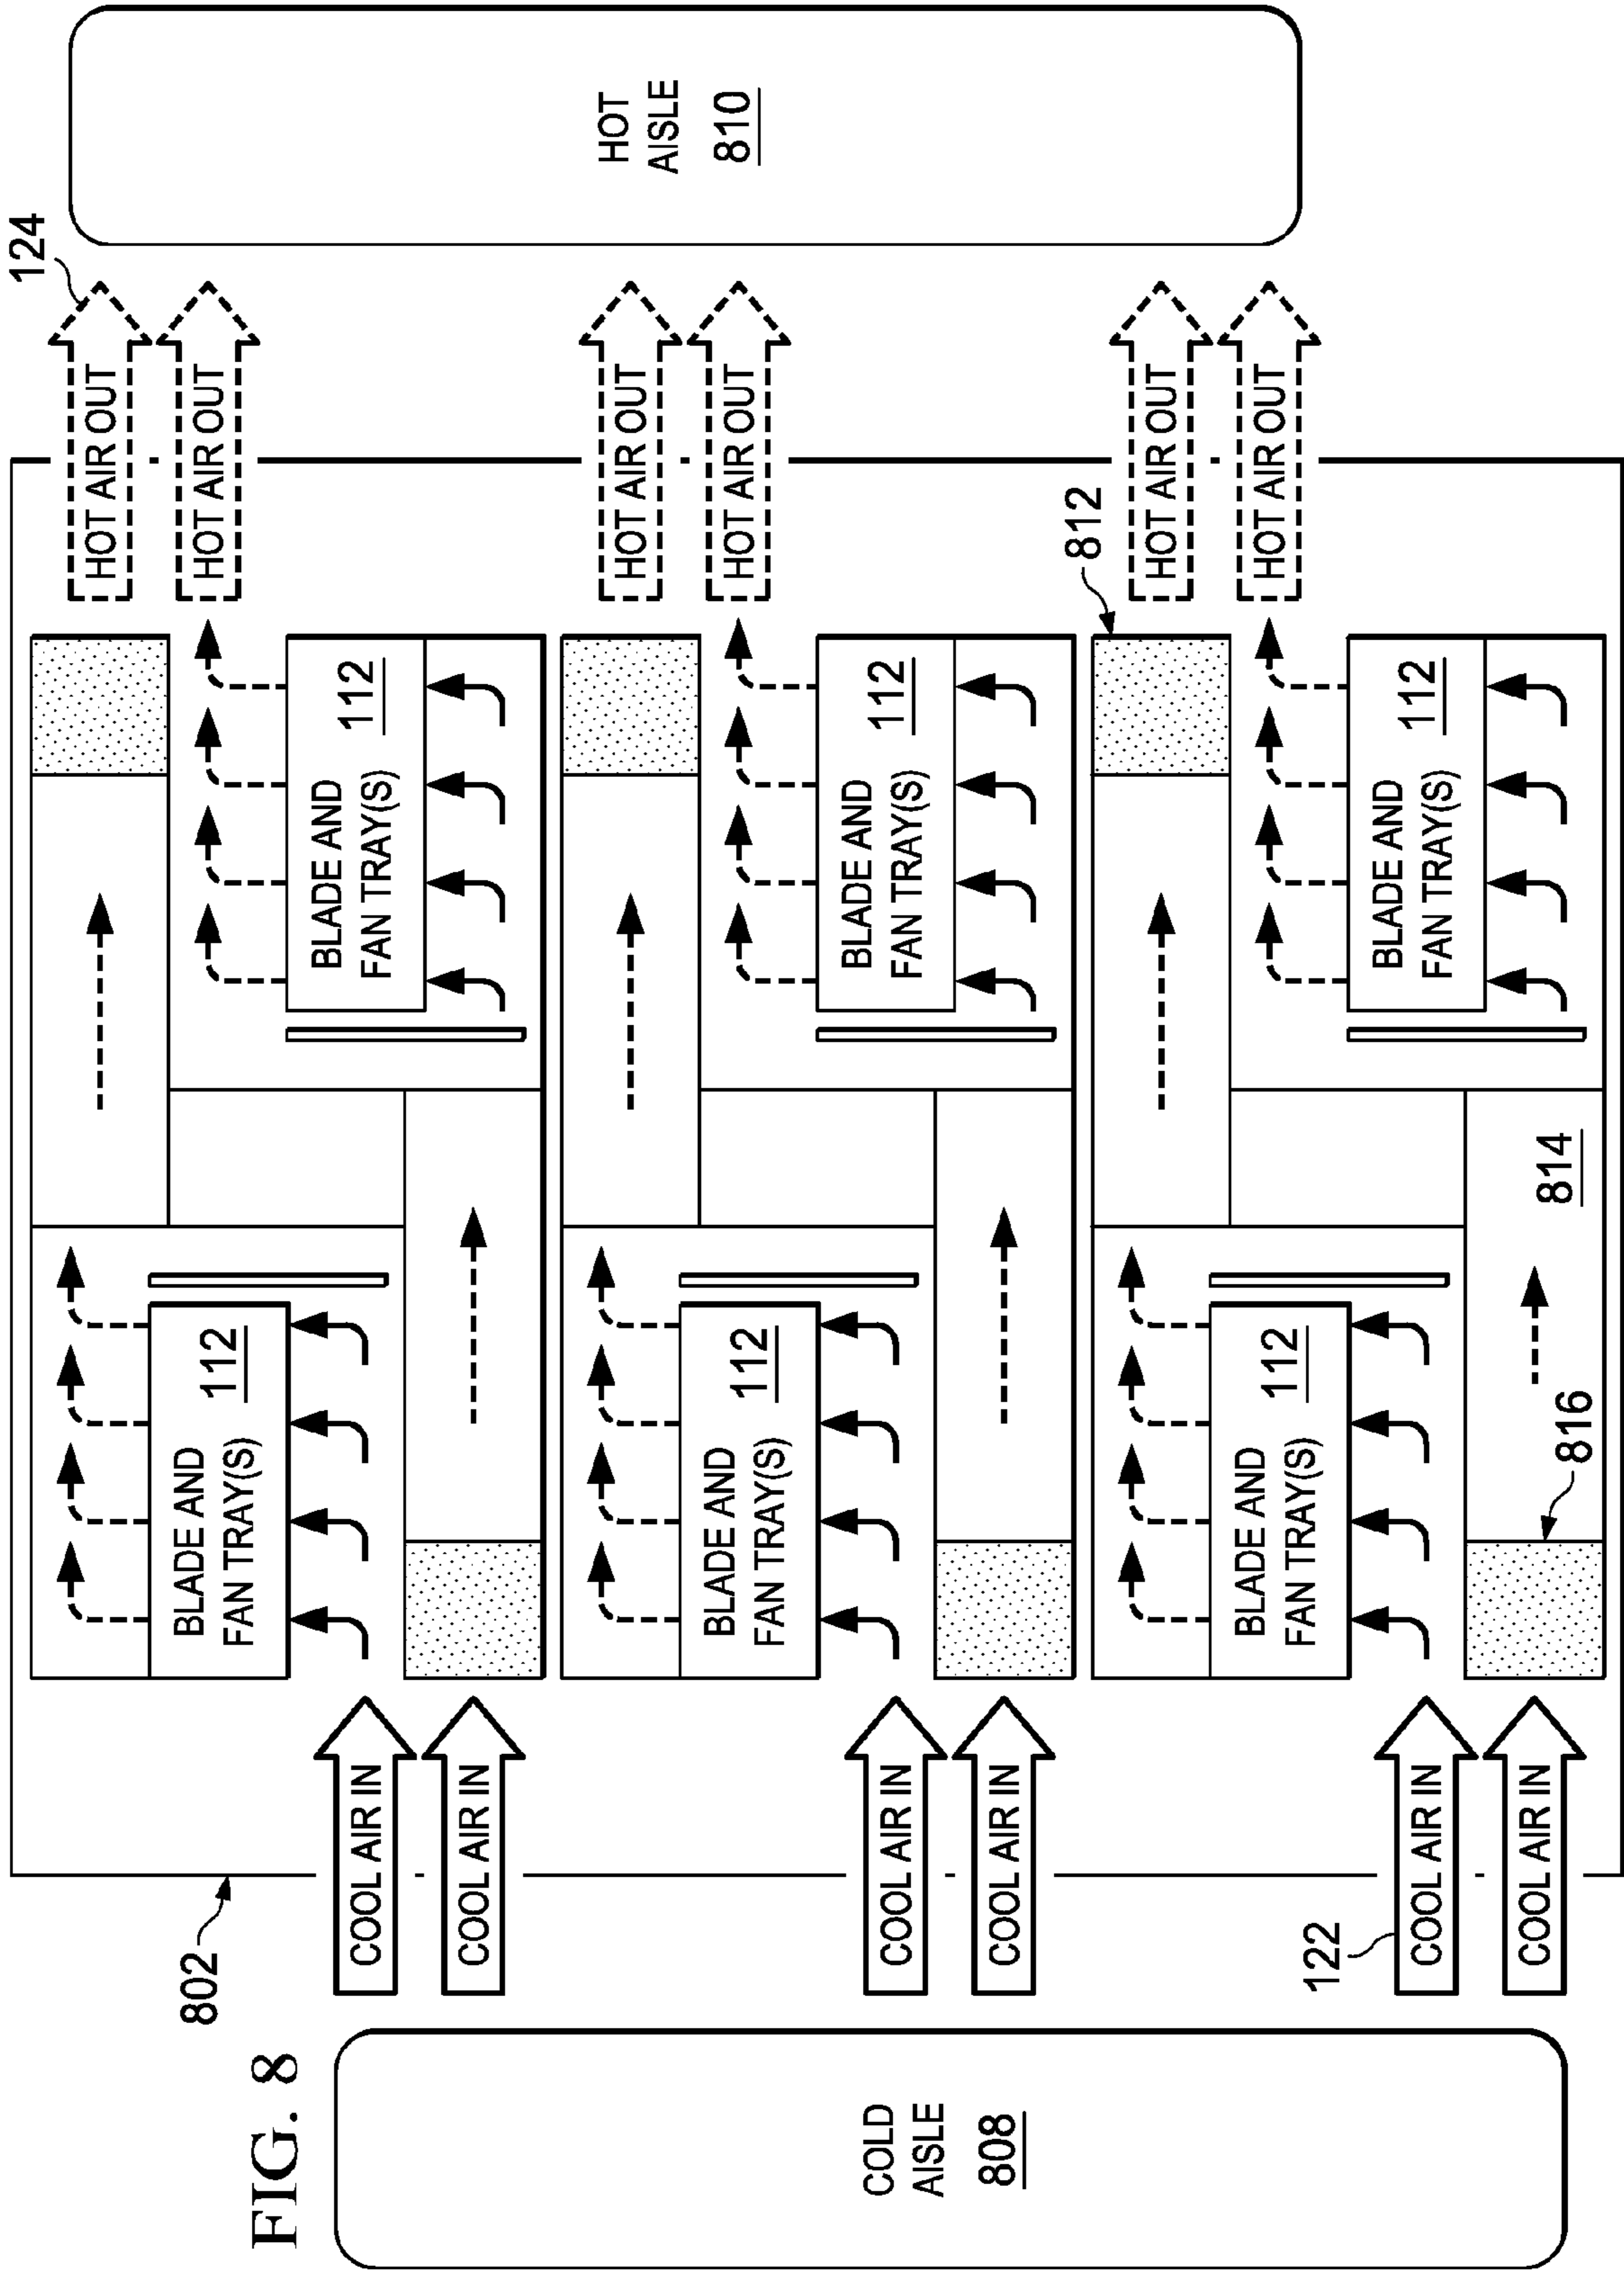 FIG. 8
802
124
COLD
AISLE
808
HOT
AISLE
810
COOL AIR IN
COOL AIR IN
BLADE AND
FAN TRAY(S)
112
BLADE AND
FAN TRAY(S)
112
HOT AIR OUT
HOT AIR OUT
COOL AIR IN
COOL AIR IN
BLADE AND
FAN TRAY(S)
112
BLADE AND
FAN TRAY(S)
112
HOT AIR OUT
HOT AIR OUT
812
122
COOL AIR IN
COOL AIR IN
BLADE AND
FAN TRAY(S)
112
BLADE AND
FAN TRAY(S)
112
HOT AIR OUT
HOT AIR OUT
816
814